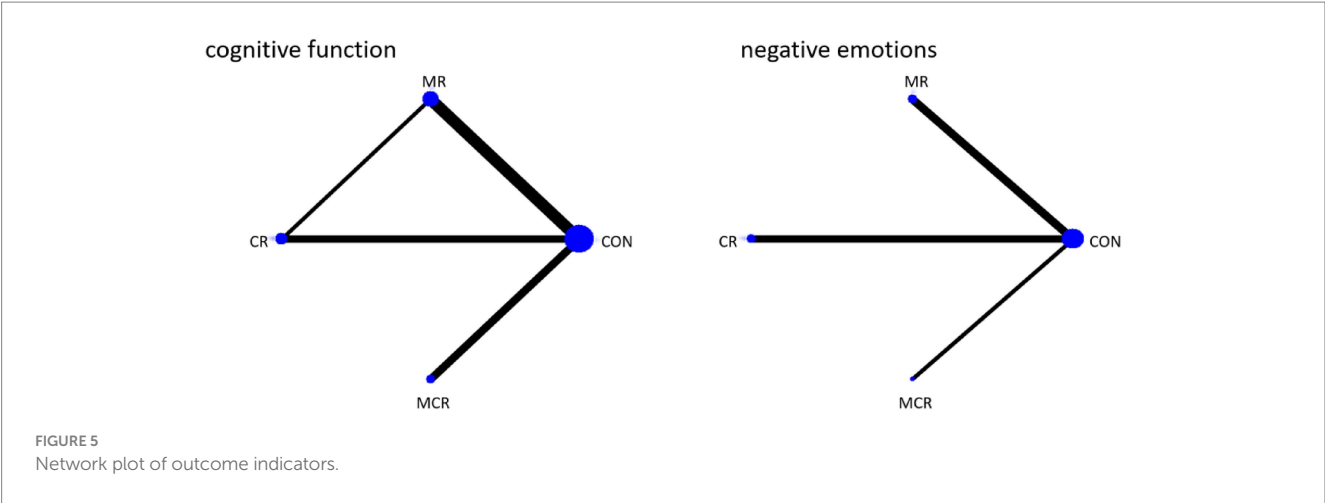 cognitive function
negative emotions
MR
CR
CON
MCR
MR
CR
CON
MCR
FIGURE 5
Network plot of outcome indicators.